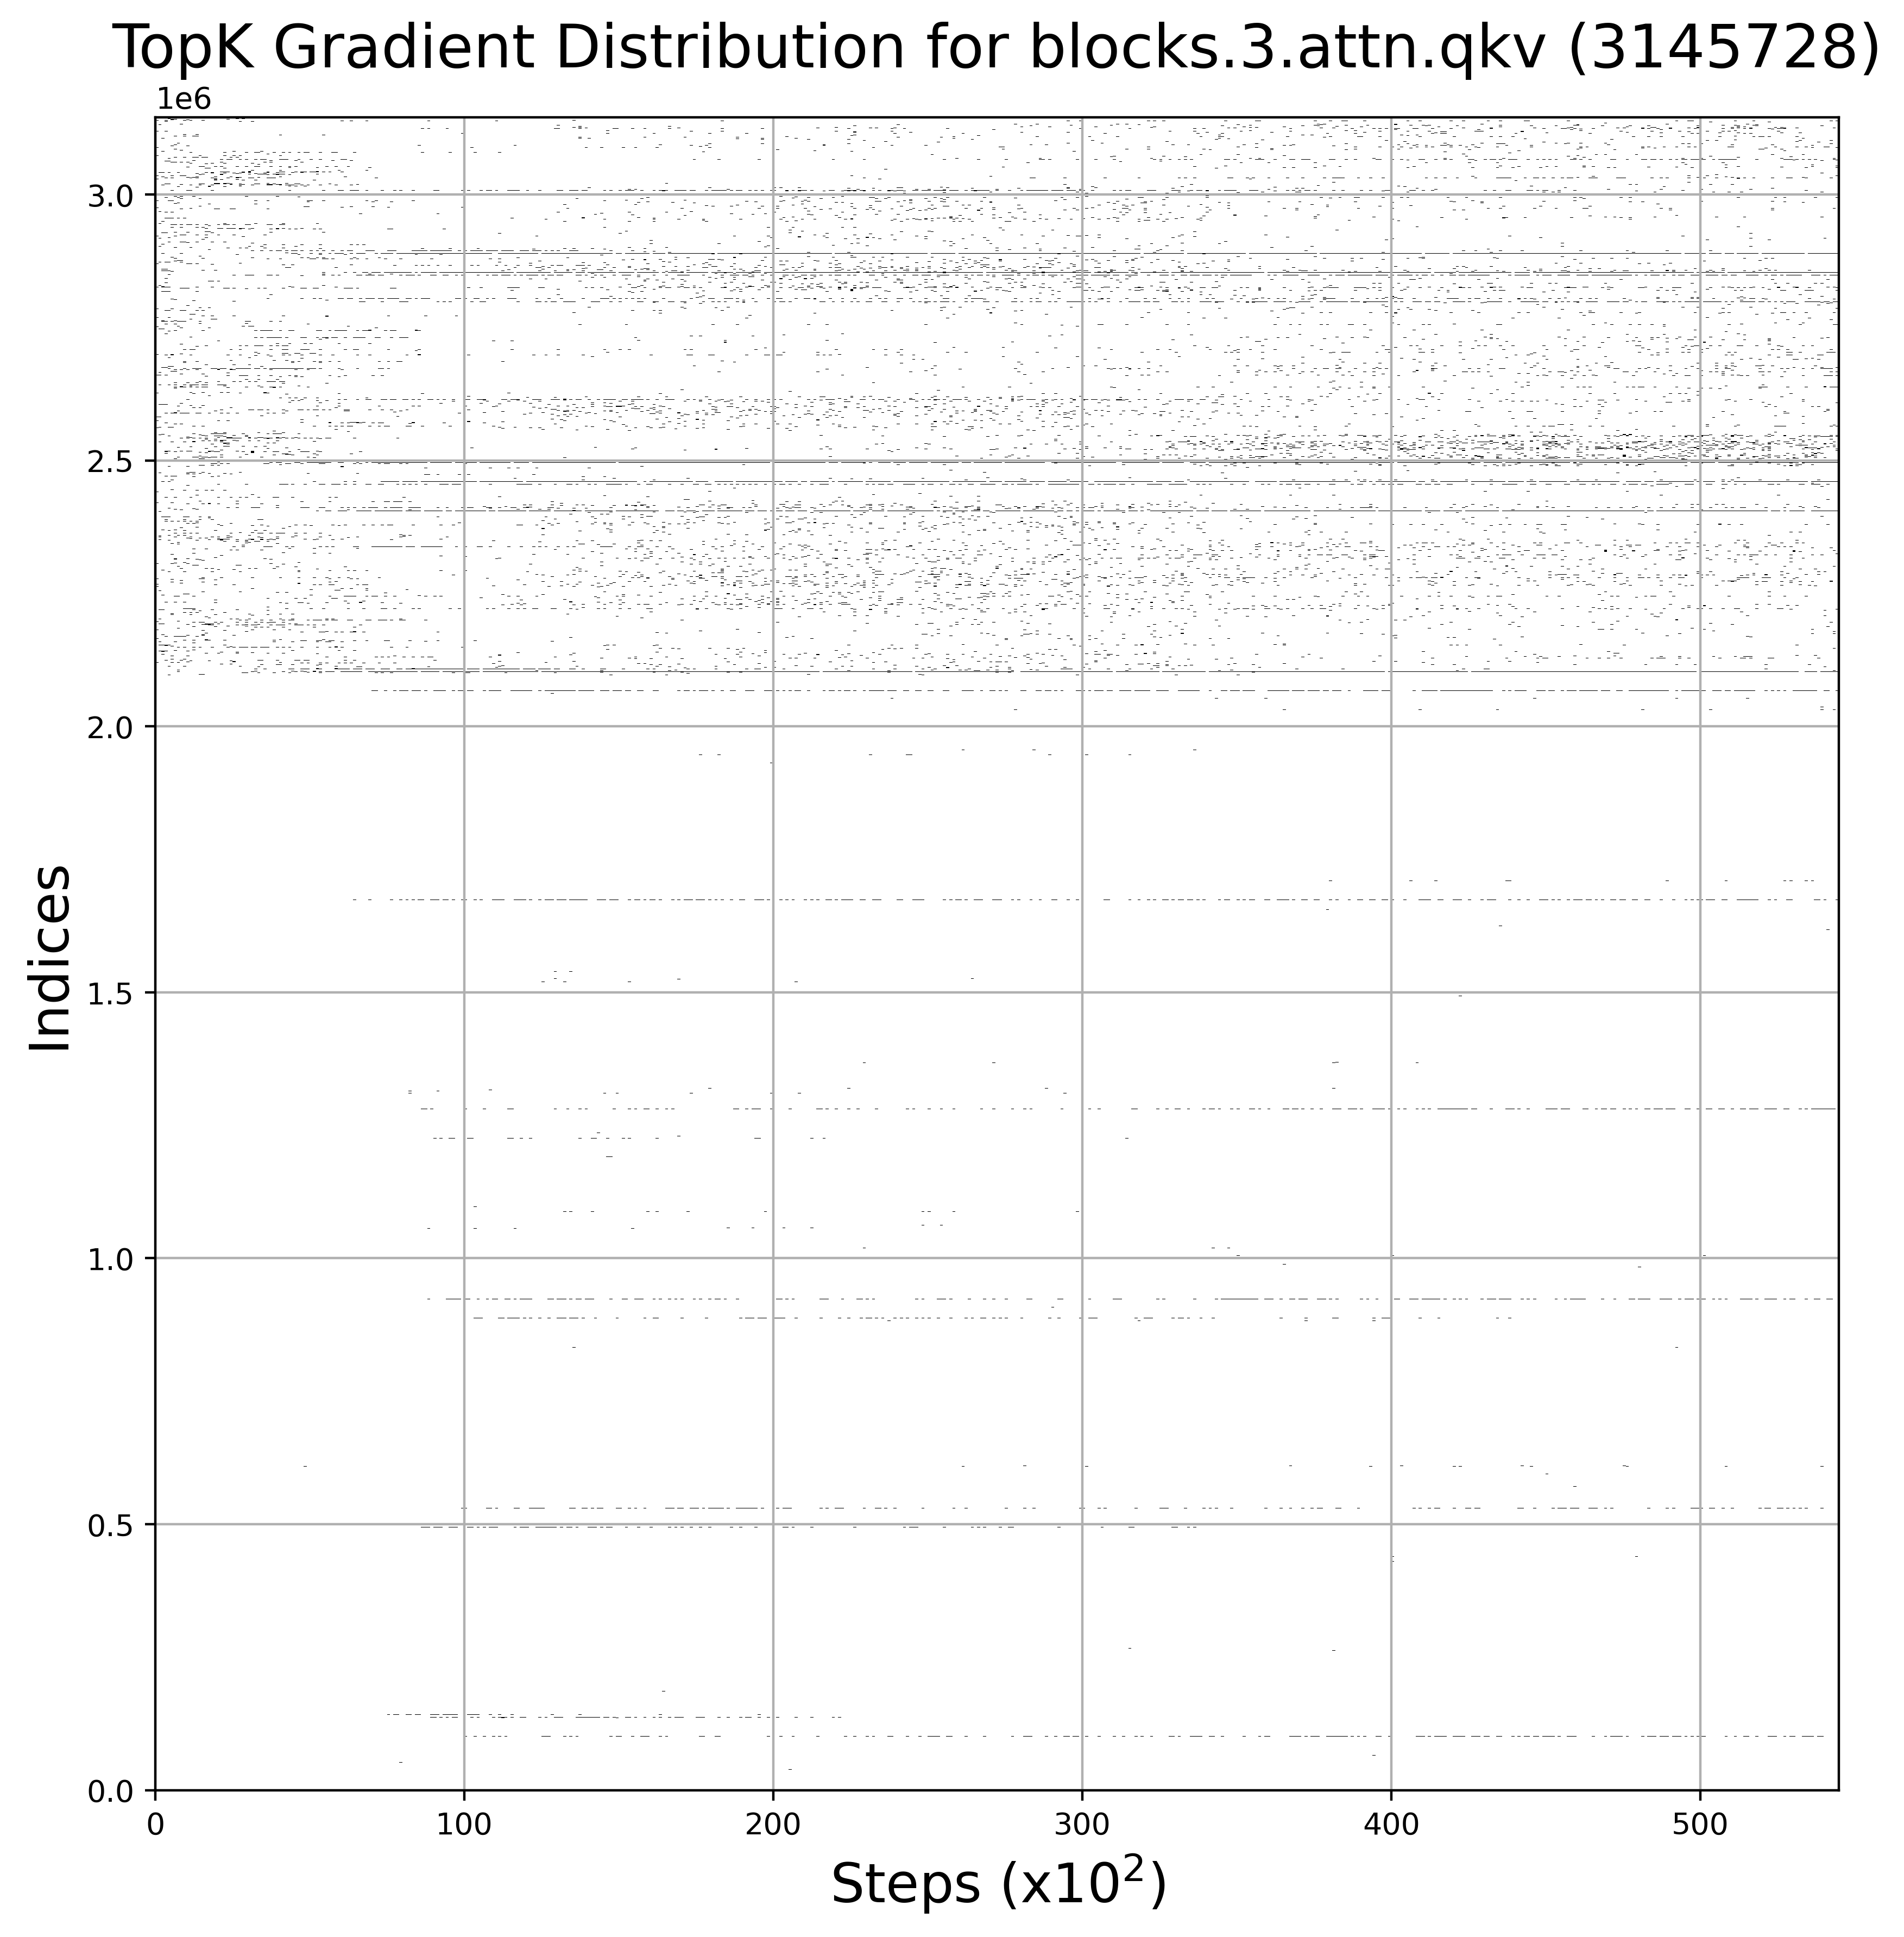 TopK Gradient Distribution for blocks.3.attn.qkv (3145728)
1e6
3.0
2.5
2.0
1.5
1.0
0.5
0.0
Indices
0 100 200 300 400 500
Steps (x10²)